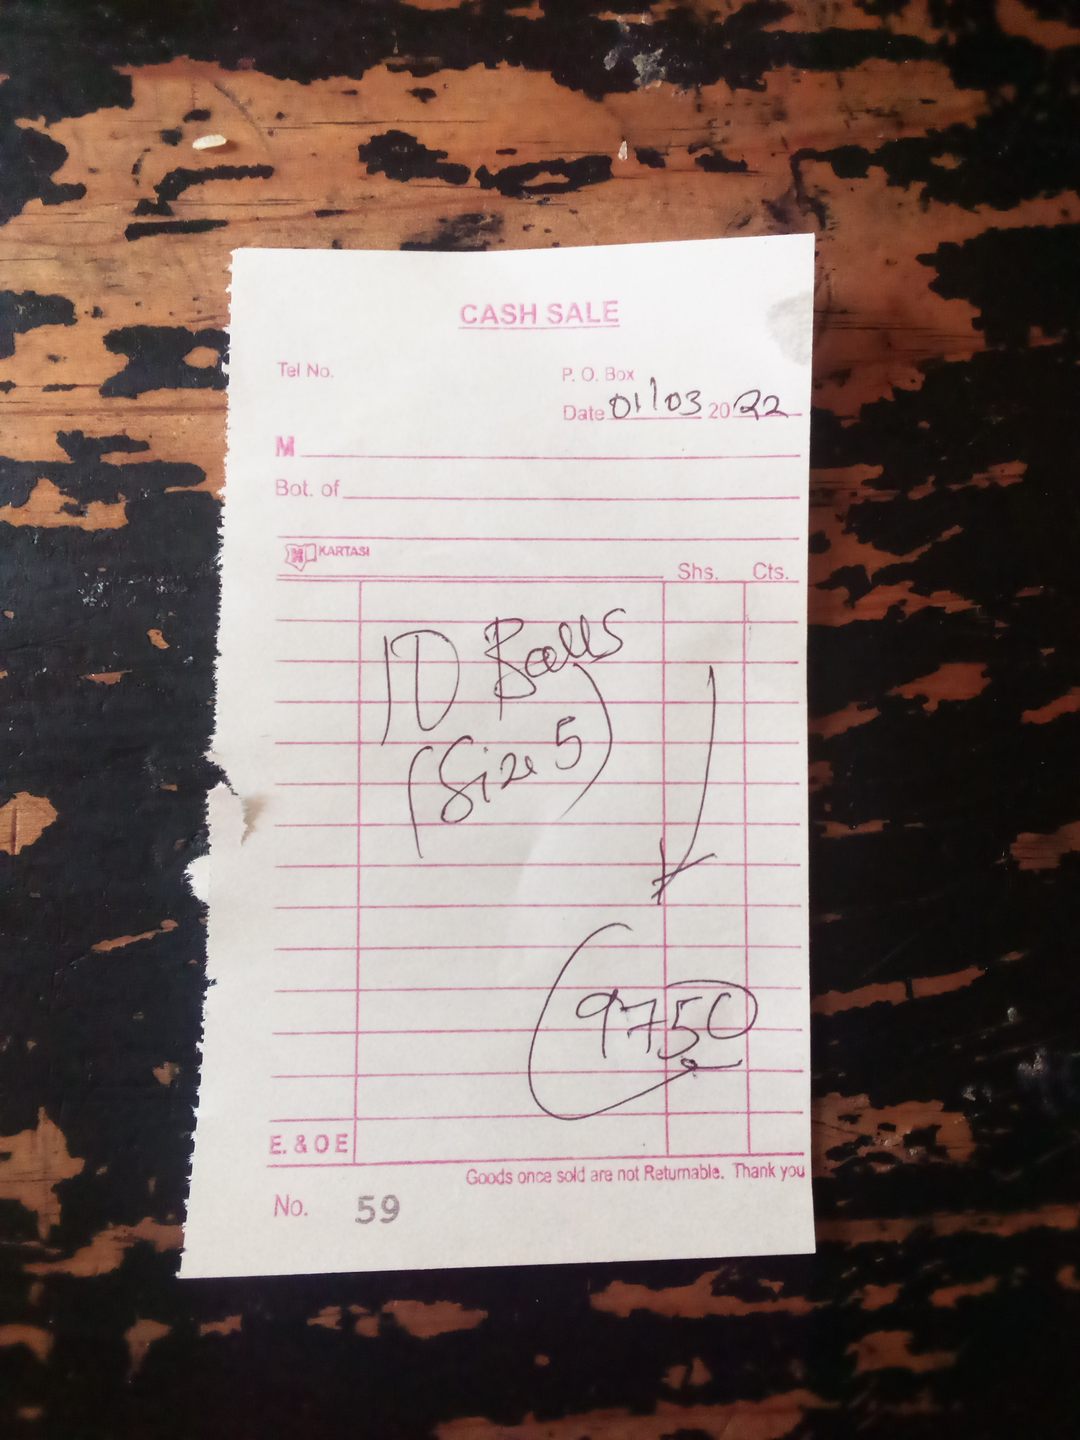 CASH SALE
Tel No.
P. O. Box
Date 01/03 2022
M
Bot. of
KARTASI
Shs. Cts.
10 Balls
(Size 5)
9750
E. & O E
Goods once sold are not Returnable. Thank you
No. 59